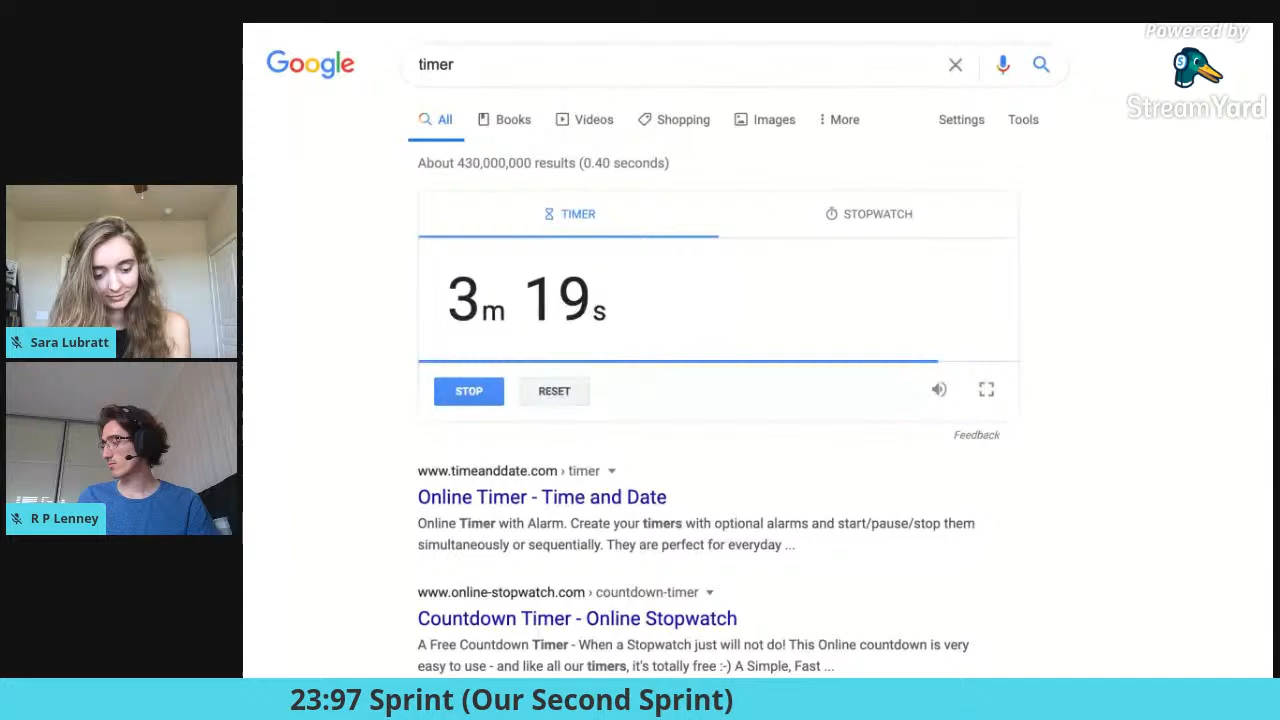 Powered by
StreamYard
Google
timer
All
Books
Videos
Shopping
Images
More
Settings
Tools
About 430,000,000 results (0.40 seconds)
TIMER
STOPWATCH
3m 19s
STOP
RESET
Feedback
www.timeanddate.com › timer
Online Timer - Time and Date
Online Timer with Alarm. Create your timers with optional alarms and start/pause/stop them
simultaneously or sequentially. They are perfect for everyday ...
www.online-stopwatch.com › countdown-timer
Countdown Timer - Online Stopwatch
A Free Countdown Timer - When a Stopwatch just will not do! This Online countdown is very
easy to use - and like all our timers, it's totally free :-) A Simple, Fast ...
Sara Lubratt
R P Lenney
23:97 Sprint (Our Second Sprint)